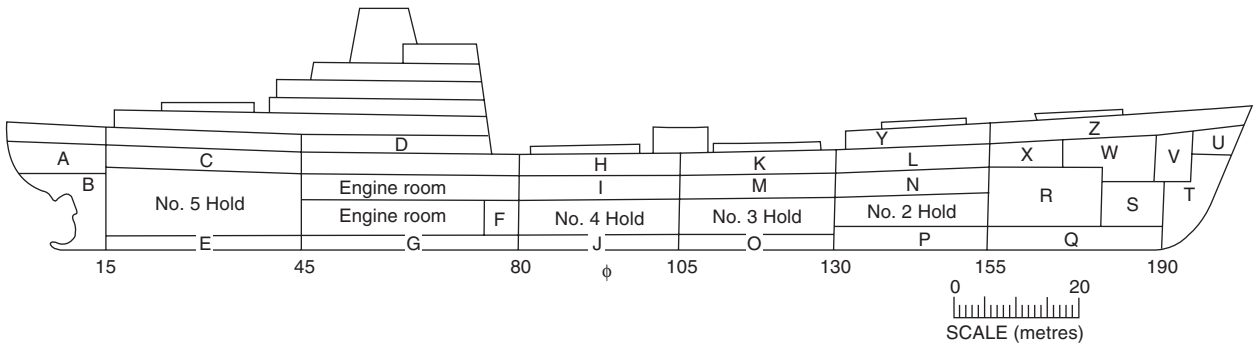 Z
Y
D
U
A
C
H
K
L
X
W
V
B
Engine room
I
M
N
T
No. 5 Hold
Engine room
F
No. 4 Hold
No. 3 Hold
No. 2 Hold
R
S
E
G
J
O
P
Q
15
45
80
ϕ
105
130
155
190
0
20
SCALE (metres)